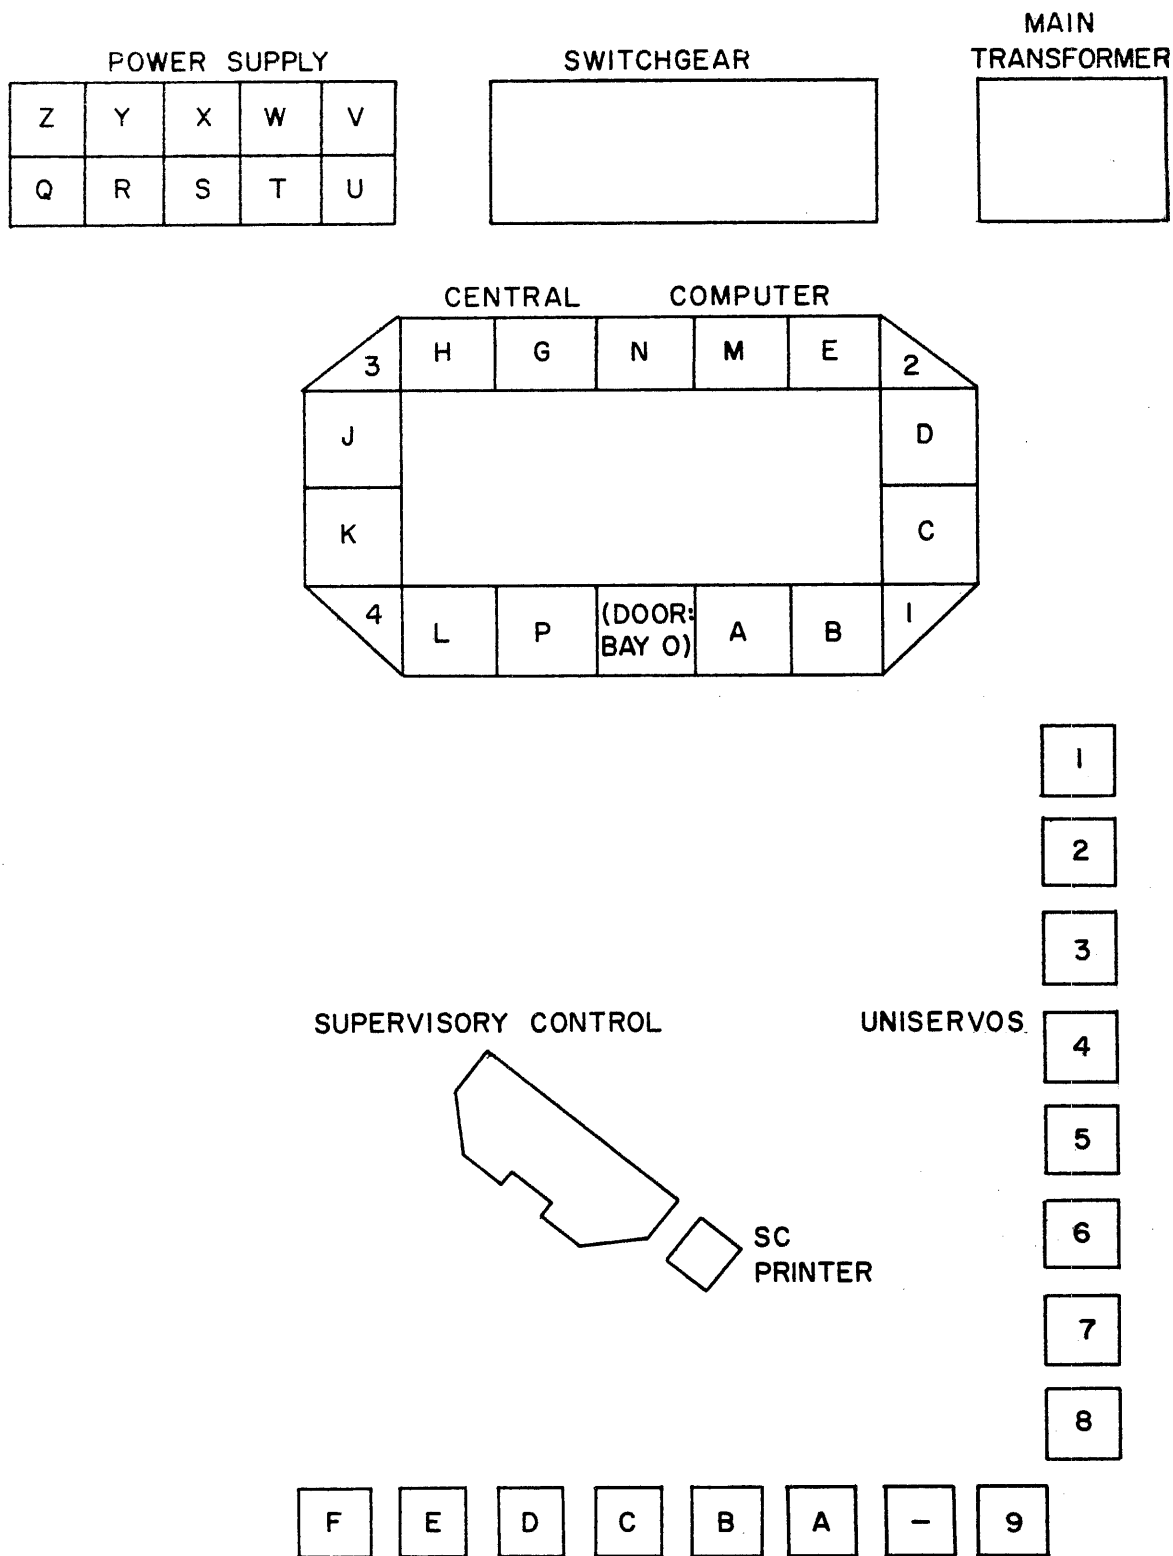 MAIN
POWER SUPPLY SWITCHGEAR TRANSFORMER
Z Y X W V
Q R S T U
CENTRAL COMPUTER
3 H G N M E 2
J D
K C
4 L P (DOOR: BAY O) A B 1
1
2
3
SUPERVISORY CONTROL UNISERVOS 4
5
6
SC
PRINTER
7
8
F E D C B A – 9